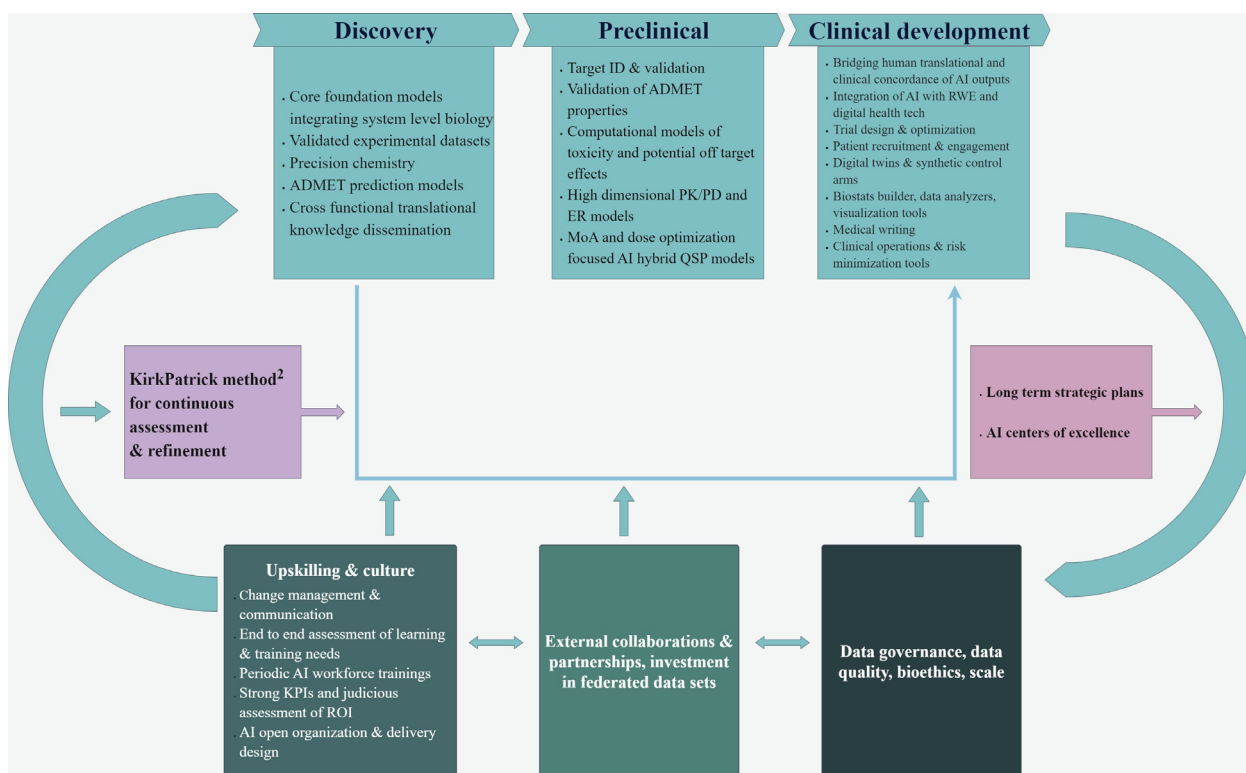 Discovery
Preclinical
Clinical development
· Core foundation models
integrating system level biology
· Validated experimental datasets
· Precision chemistry
· ADMET prediction models
· Cross functional translational
knowledge dissemination
· Target ID & validation
· Validation of ADMET
properties
· Computational models of
toxicity and potential off target
effects
· High dimensional PK/PD and
ER models
· MoA and dose optimization
focused AI hybrid QSP models
· Bridging human translational and
clinical concordance of AI outputs
· Integration of AI with RWE and
digital health tech
· Trial design & optimization
· Patient recruitment & engagement
· Digital twins & synthetic control
arms
· Biostats builder, data analyzers,
visualization tools
· Medical writing
· Clinical operations & risk
minimization tools
KirkPatrick method²
for continuous
assessment
& refinement
· Long term strategic plans
· AI centers of excellence
Upskilling & culture
· Change management &
communication
· End to end assessment of learning
& training needs
· Periodic AI workforce trainings
· Strong KPIs and judicious
assessment of ROI
· AI open organization & delivery
design
External collaborations &
partnerships, investment
in federated data sets
Data governance, data
quality, bioethics, scale